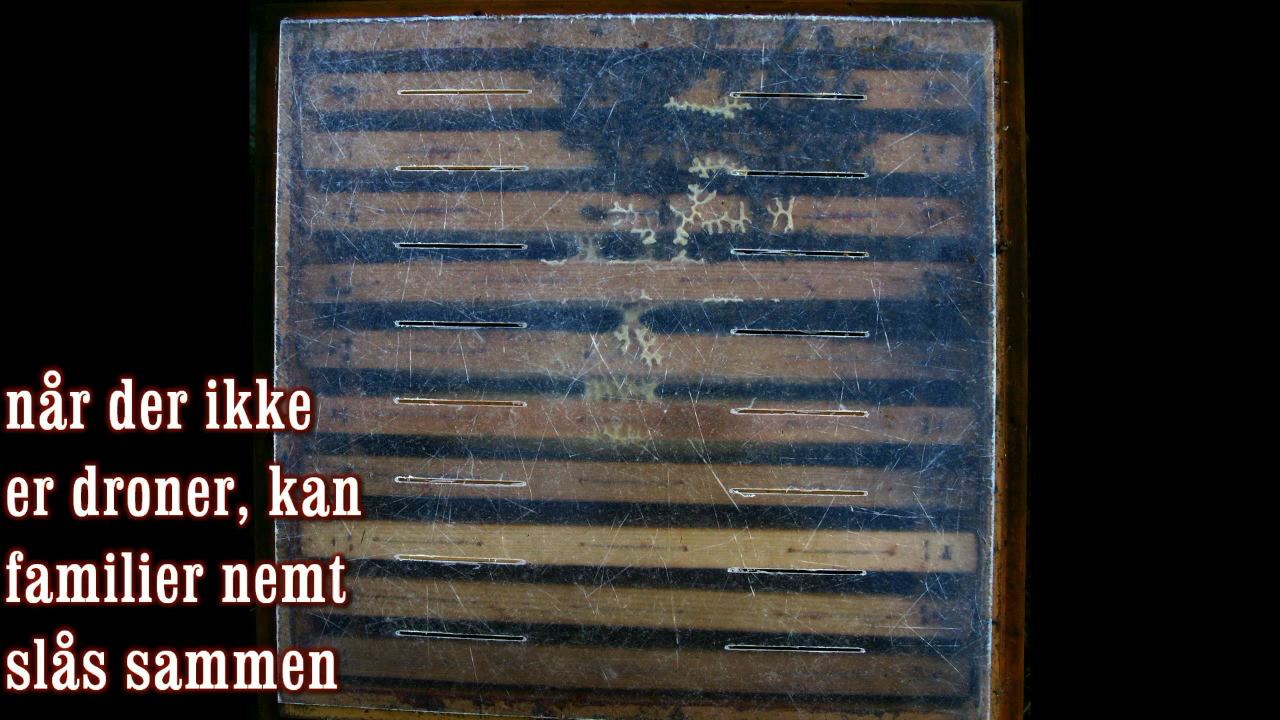 når der ikke
er droner, kan
familier nemt
slås sammen